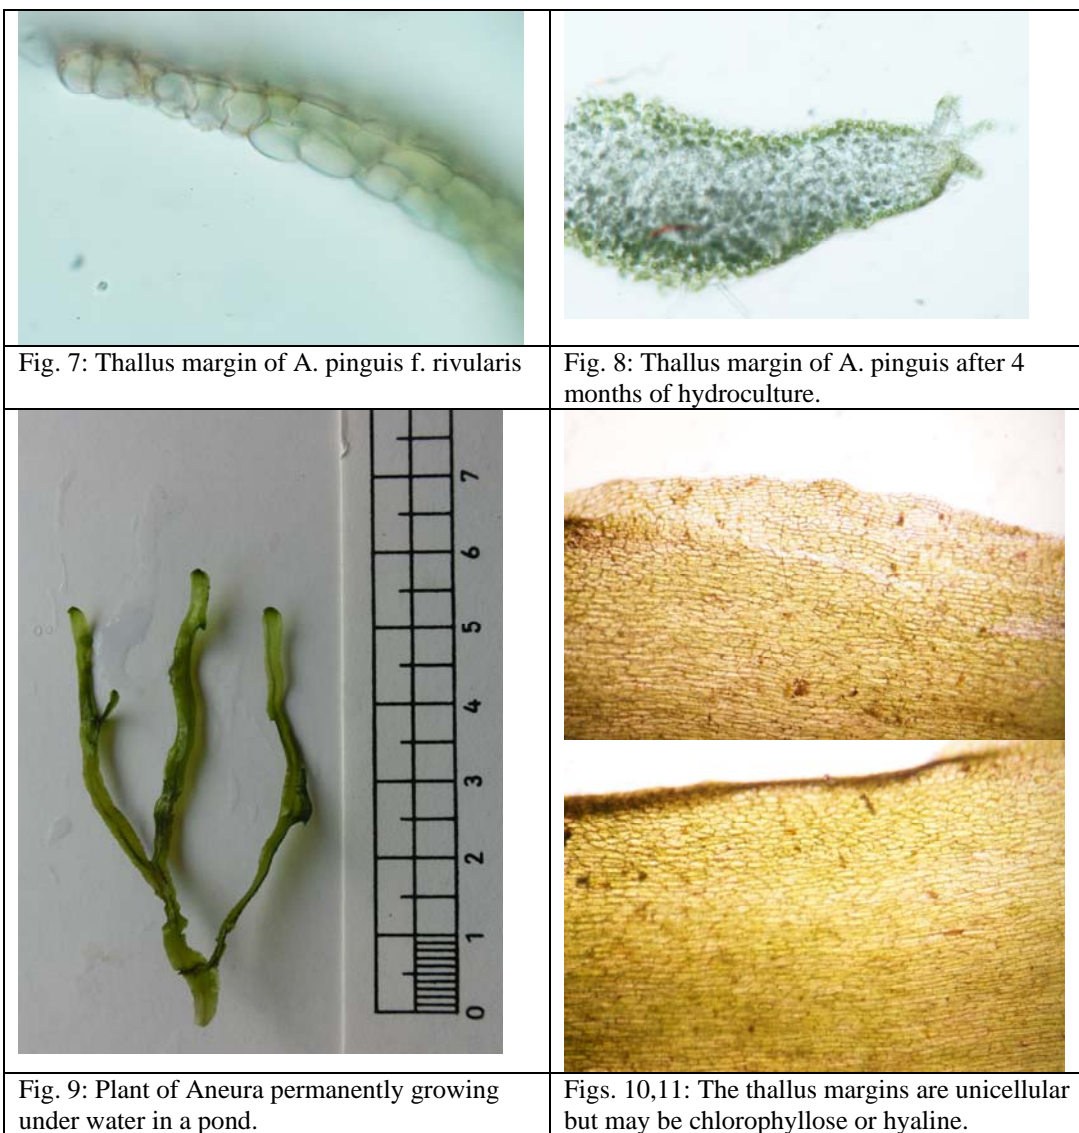 Fig. 7: Thallus margin of A. pinguis f. rivularis
Fig. 8: Thallus margin of A. pinguis after 4
months of hydroculture.
7
6
5
4
3
2
1
0
Fig. 9: Plant of Aneura permanently growing
under water in a pond.
Figs. 10,11: The thallus margins are unicellular
but may be chlorophyllose or hyaline.